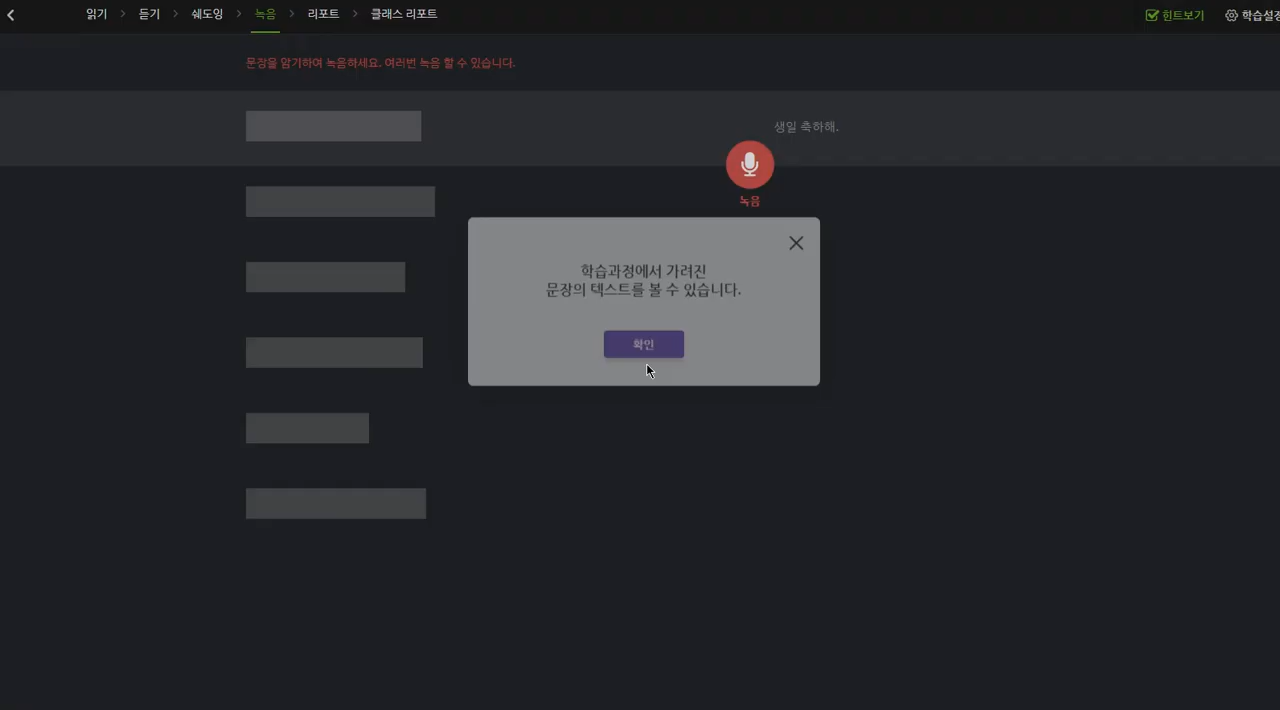 읽기 > 듣기 > 쉐도잉 > 녹음 > 리포트 > 클래스 리포트
힌트보기 학습설정
문장을 암기하여 녹음하세요. 여러번 녹음 할 수 있습니다.
생일 축하해.
녹음
학습과정에서 가려진
문장의 텍스트를 볼 수 있습니다.
확인